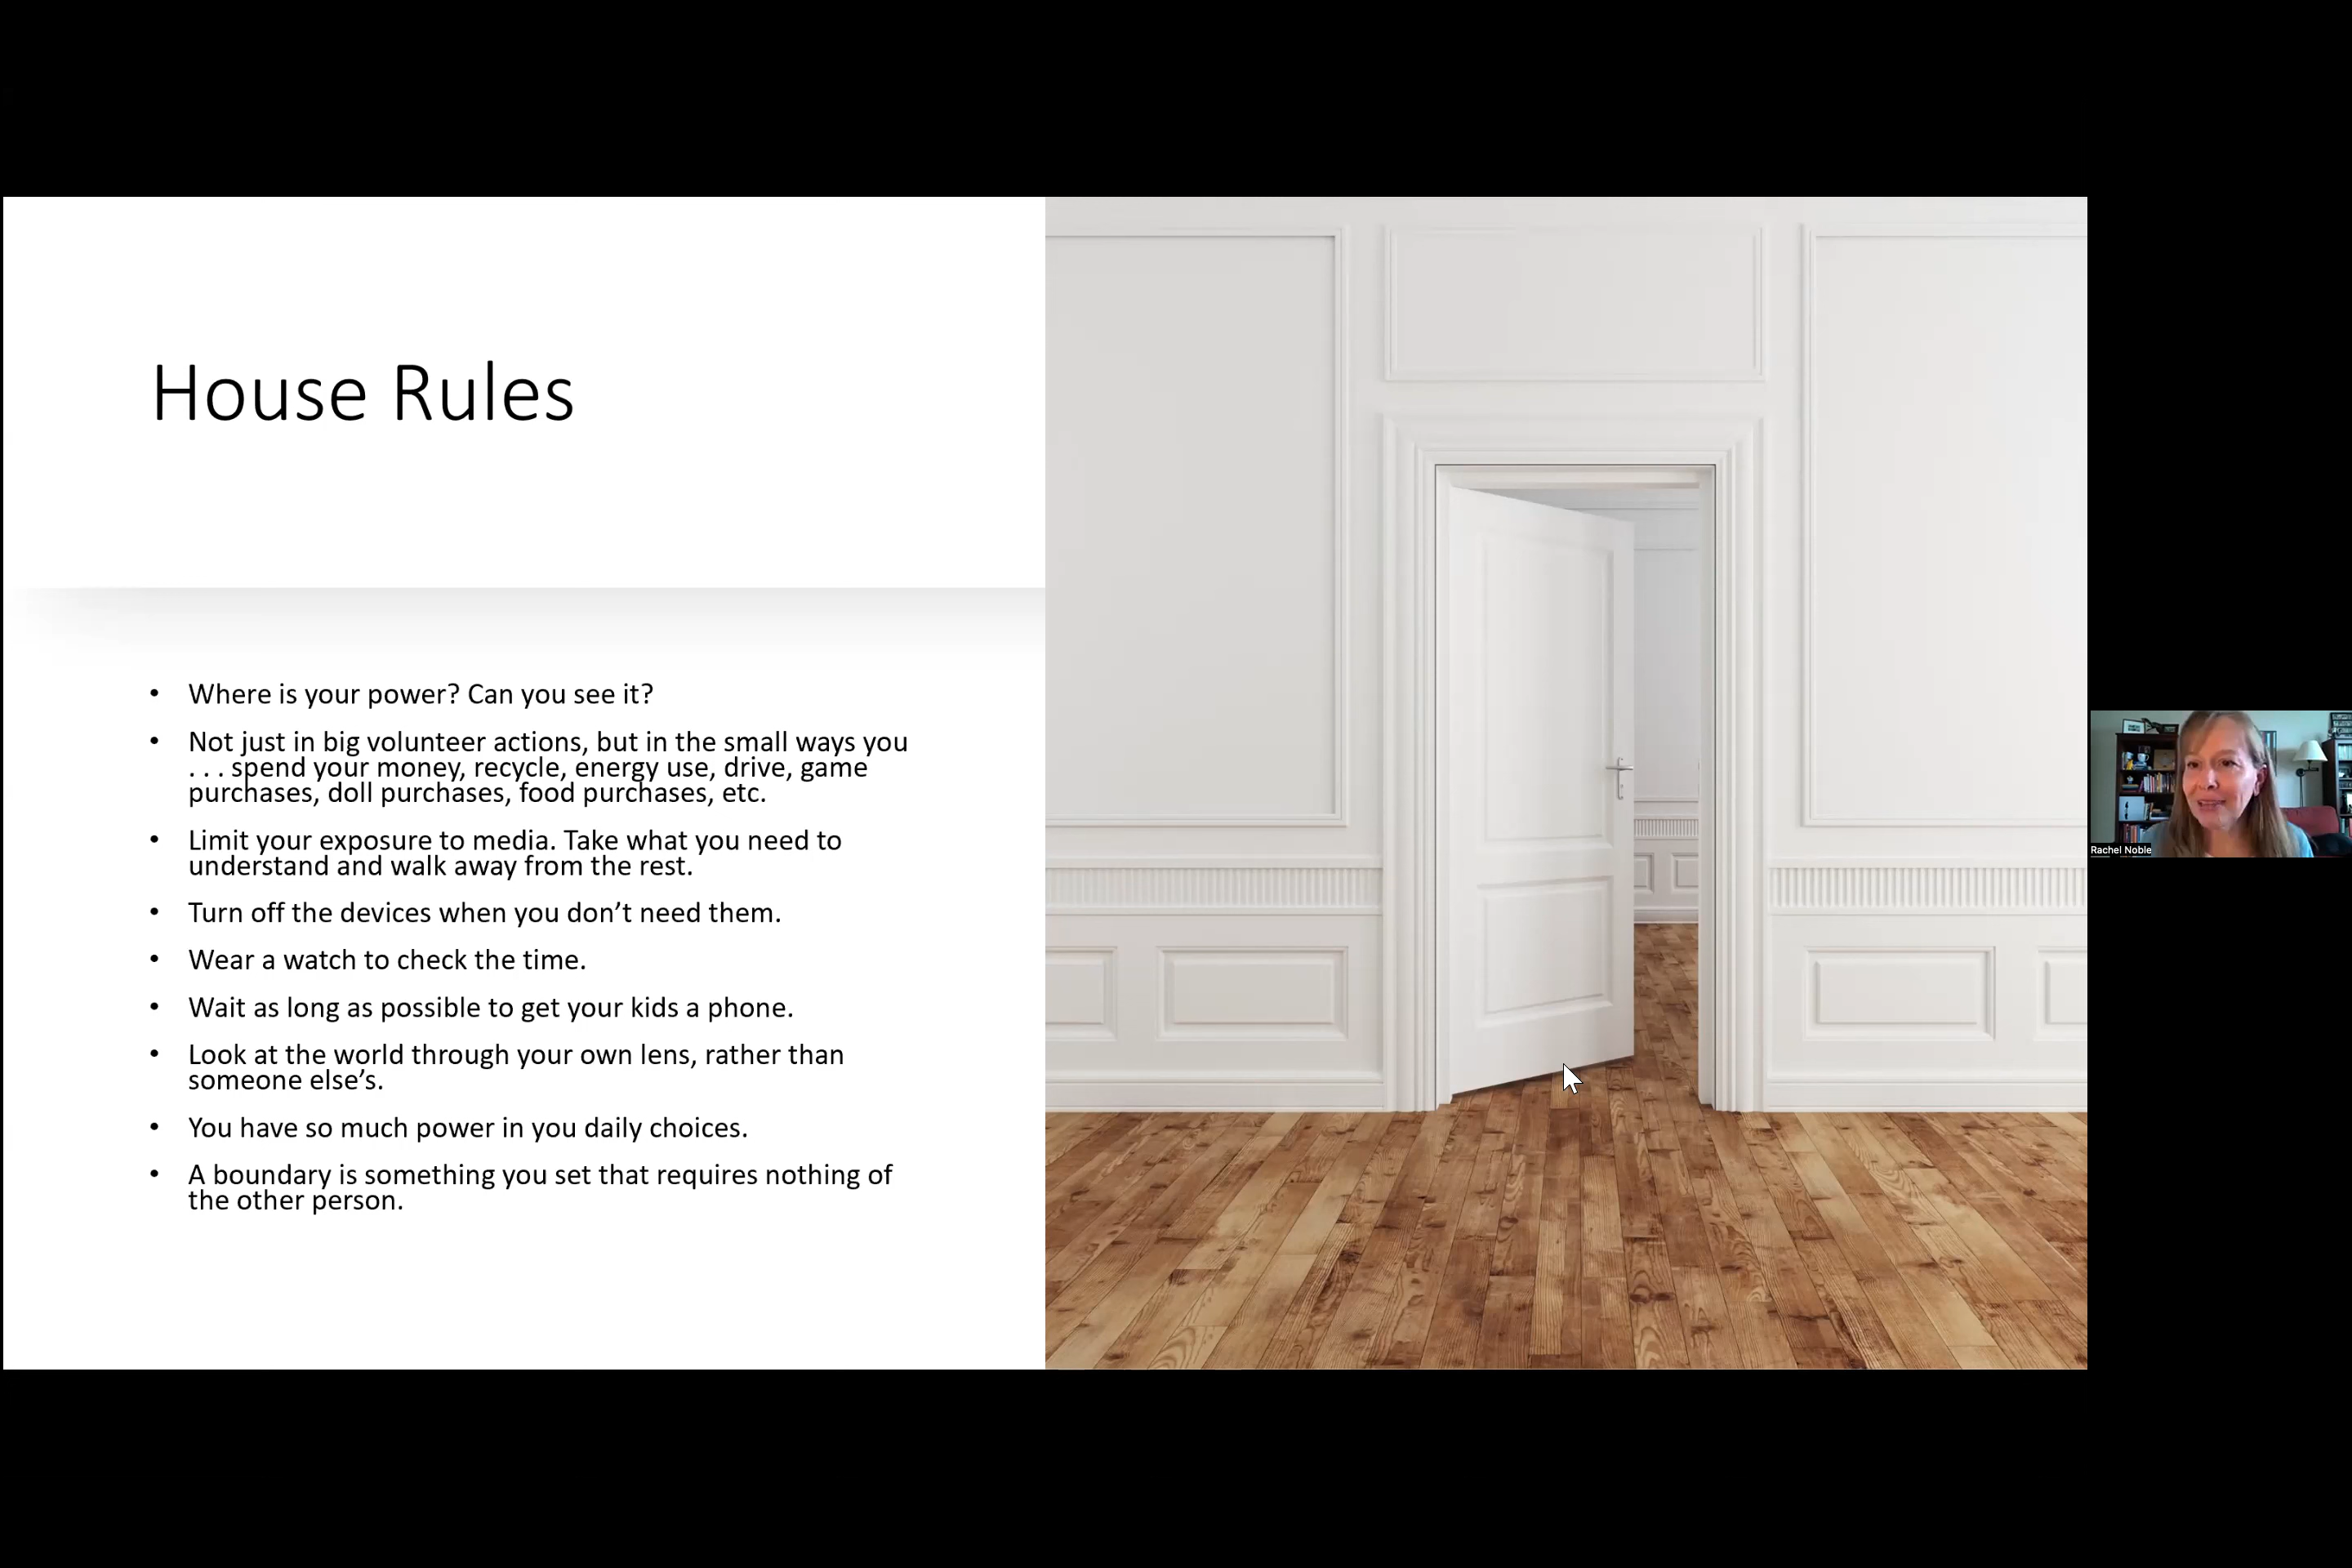 House Rules
• Where is your power? Can you see it?
• Not just in big volunteer actions, but in the small ways you
. . . spend your money, recycle, energy use, drive, game
purchases, doll purchases, food purchases, etc.
• Limit your exposure to media. Take what you need to
understand and walk away from the rest.
• Turn off the devices when you don’t need them.
• Wear a watch to check the time.
• Wait as long as possible to get your kids a phone.
• Look at the world through your own lens, rather than
someone else’s.
• You have so much power in you daily choices.
• A boundary is something you set that requires nothing of
the other person.
Rachel Noble